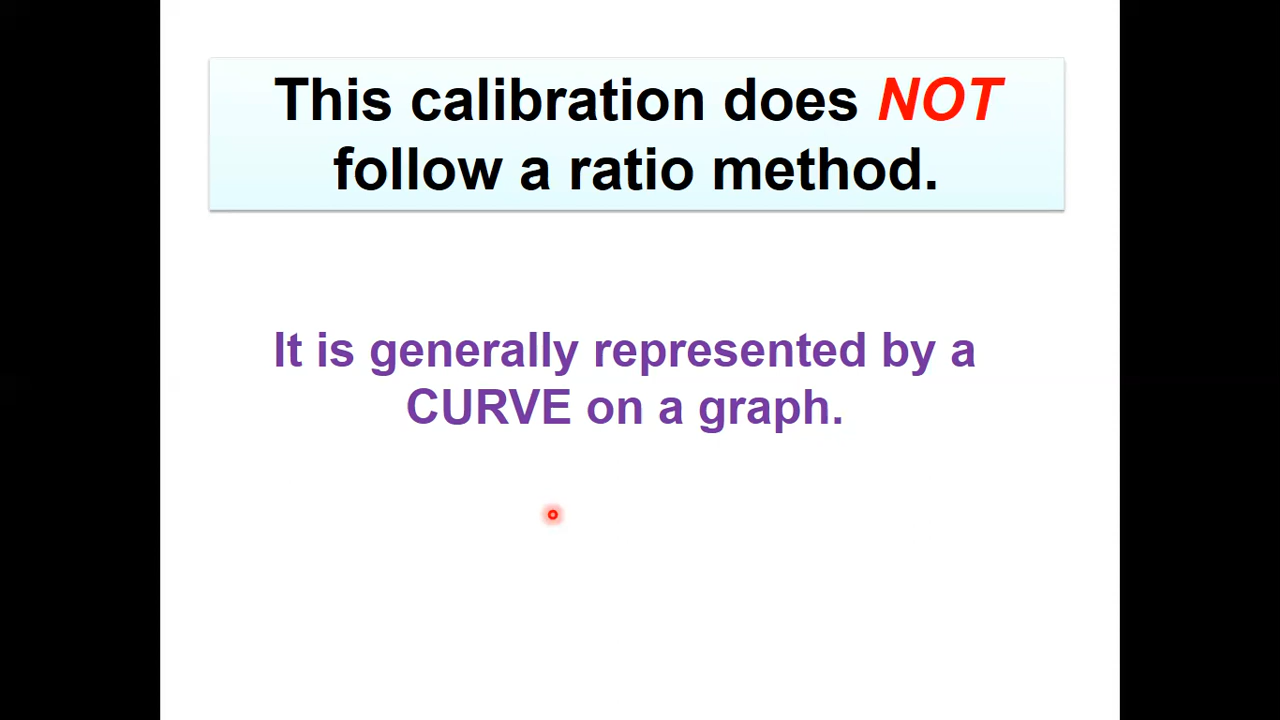 This calibration does NOT
follow a ratio method.
It is generally represented by a
CURVE on a graph.